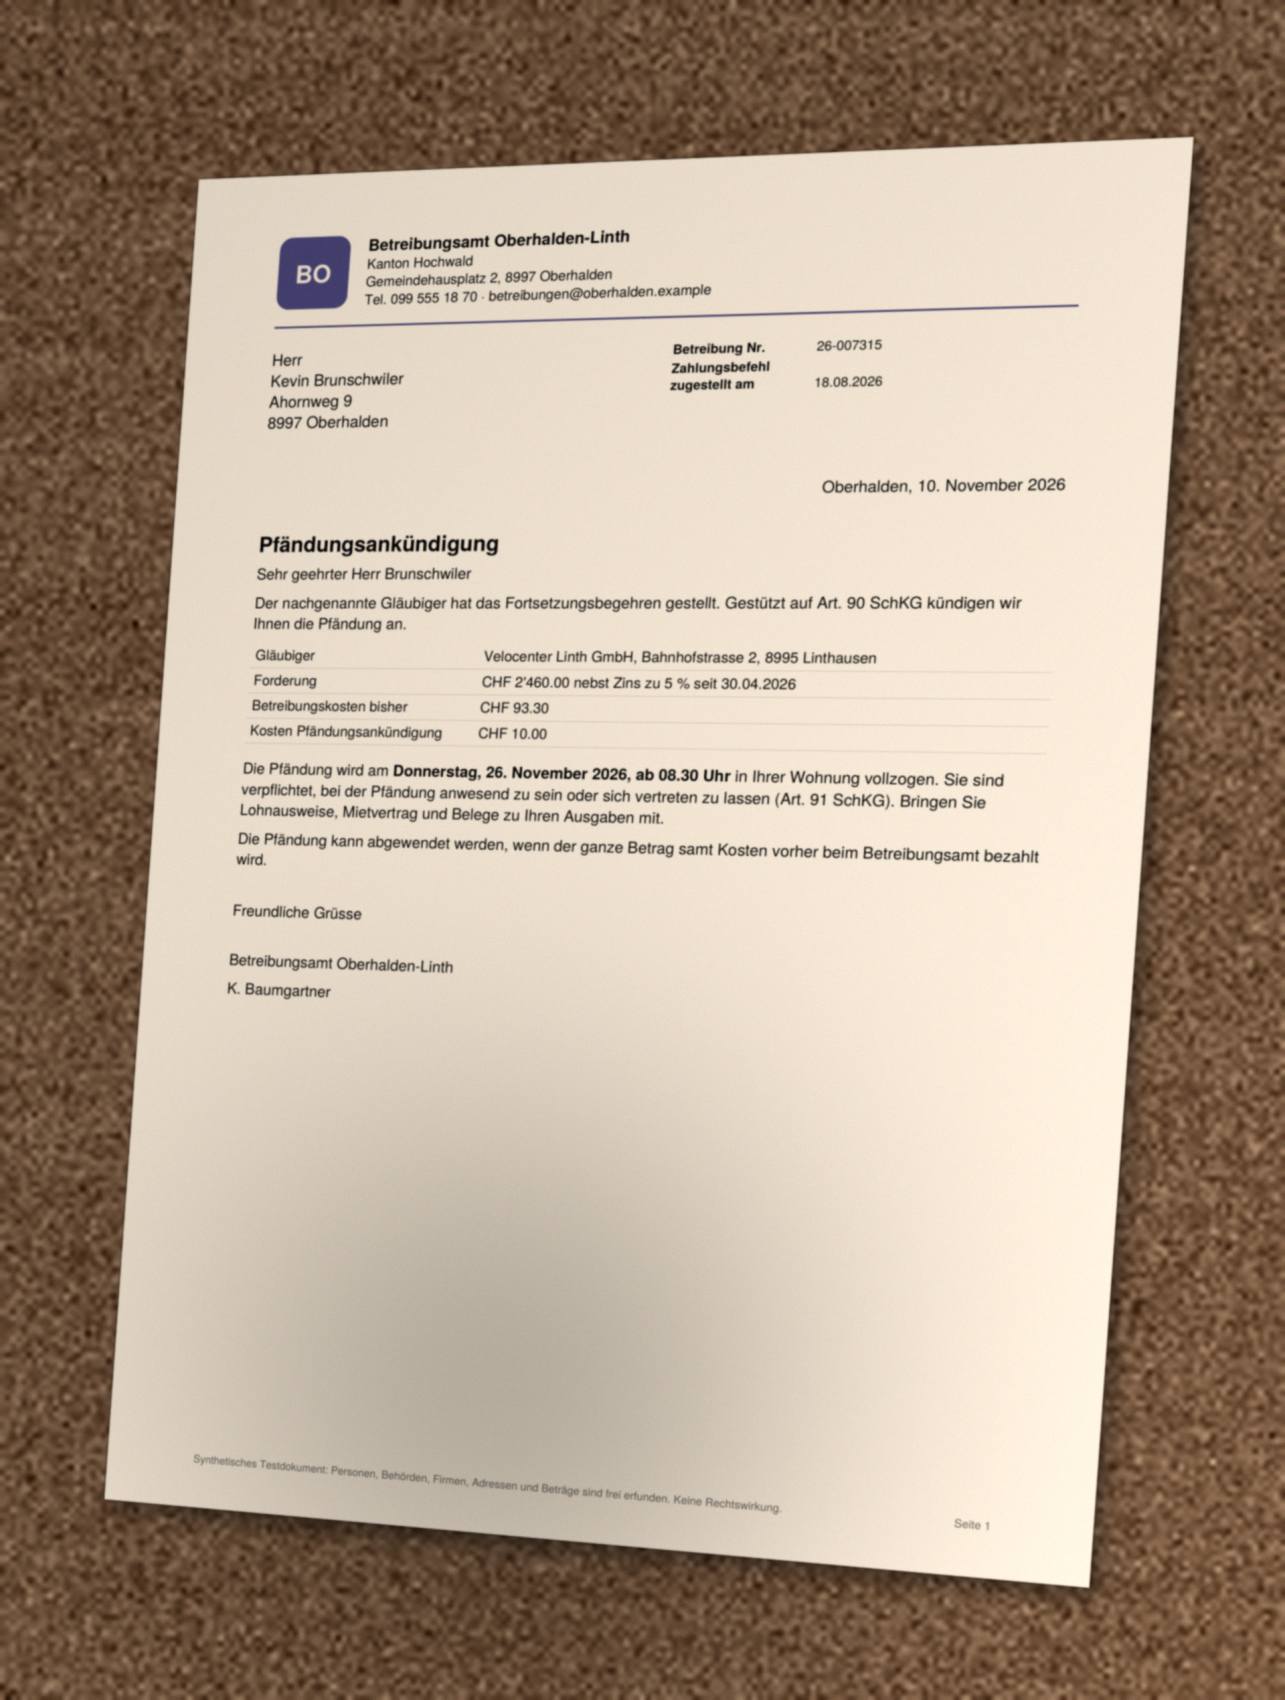 BO
Betreibungsamt Oberhalden-Linth
Kanton Hochwald
Gemeindehausplatz 2, 8997 Oberhalden
Tel. 099 555 18 70 · betreibungen@oberhalden.example
Herr
Kevin Brunschwiler
Ahornweg 9
8997 Oberhalden
Betreibung Nr. 26-007315
Zahlungsbefehl
zugestellt am 18.08.2026
Oberhalden, 10. November 2026
Pfändungsankündigung
Sehr geehrter Herr Brunschwiler
Der nachgenannte Gläubiger hat das Fortsetzungsbegehren gestellt. Gestützt auf Art. 90 SchKG kündigen wir
Ihnen die Pfändung an.
Gläubiger Velocenter Linth GmbH, Bahnhofstrasse 2, 8995 Linthausen
Forderung CHF 2'460.00 nebst Zins zu 5 % seit 30.04.2026
Betreibungskosten bisher CHF 93.30
Kosten Pfändungsankündigung CHF 10.00
Die Pfändung wird am Donnerstag, 26. November 2026, ab 08.30 Uhr in Ihrer Wohnung vollzogen. Sie sind
verpflichtet, bei der Pfändung anwesend zu sein oder sich vertreten zu lassen (Art. 91 SchKG). Bringen Sie
Lohnausweise, Mietvertrag und Belege zu Ihren Ausgaben mit.
Die Pfändung kann abgewendet werden, wenn der ganze Betrag samt Kosten vorher beim Betreibungsamt bezahlt
wird.
Freundliche Grüsse
Betreibungsamt Oberhalden-Linth
K. Baumgartner
Synthetisches Testdokument: Personen, Behörden, Firmen, Adressen und Beträge sind frei erfunden. Keine Rechtswirkung.
Seite 1